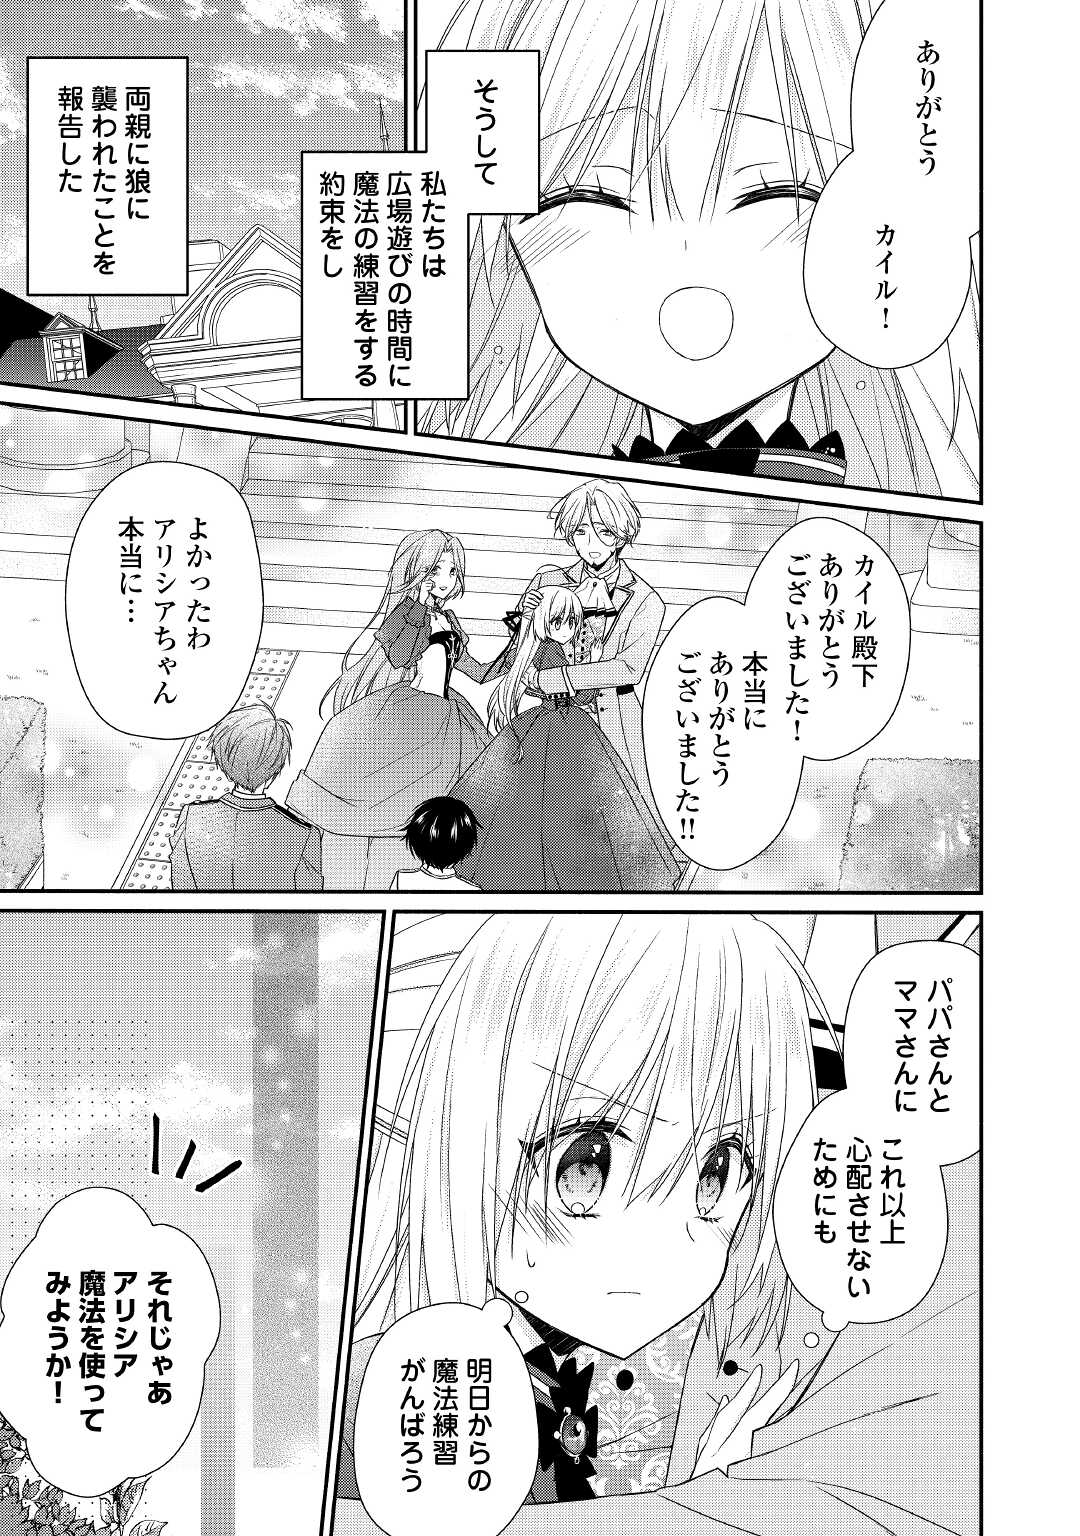 ありがとう
カイル！
そうして
私たちは
広場遊びの時間に
魔法の練習をする
約束をし
両親に狼に
襲われたことを
報告した
カイル殿下
ありがとう
ございました！
本当に
ありがとう
ございました!!
よかったわ
アリシアちゃん
本当に…
パパさんと
ママさんに
これ以上
心配させない
ためにも
明日からの
魔法練習
がんばろう
それじゃあ
アリシア
魔法を使って
みようか！